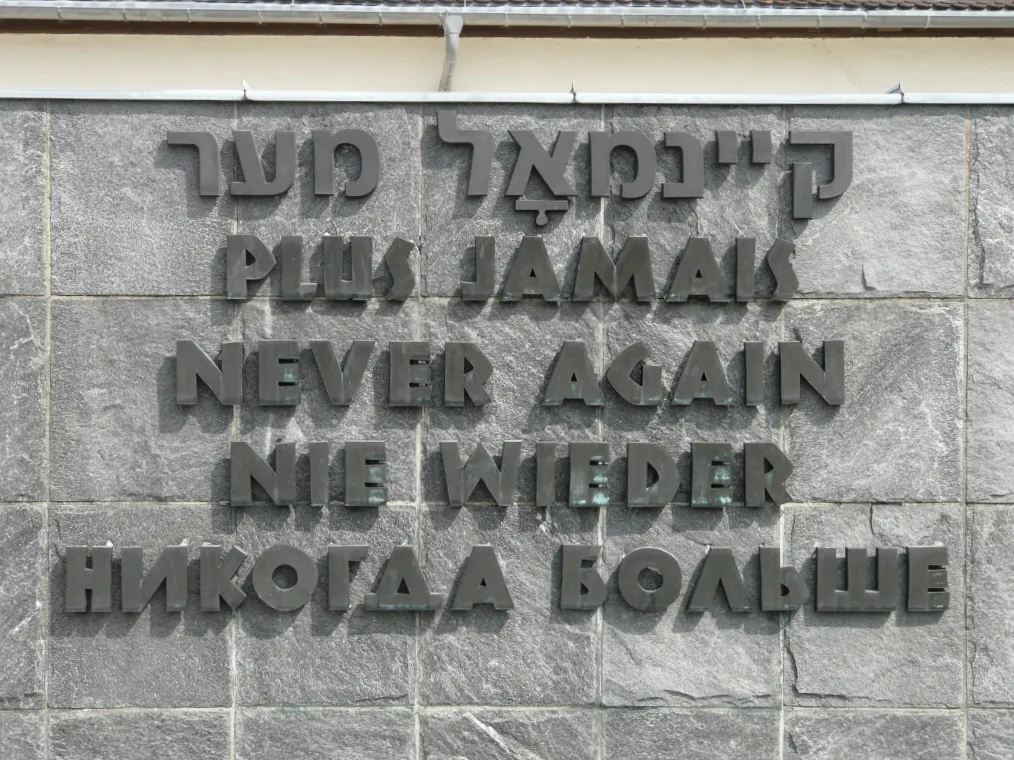 קיינמאָל מער
PLUS JAMAIS
NEVER AGAIN
NIE WIEDER
НИКОГДА БОЛЬШЕ